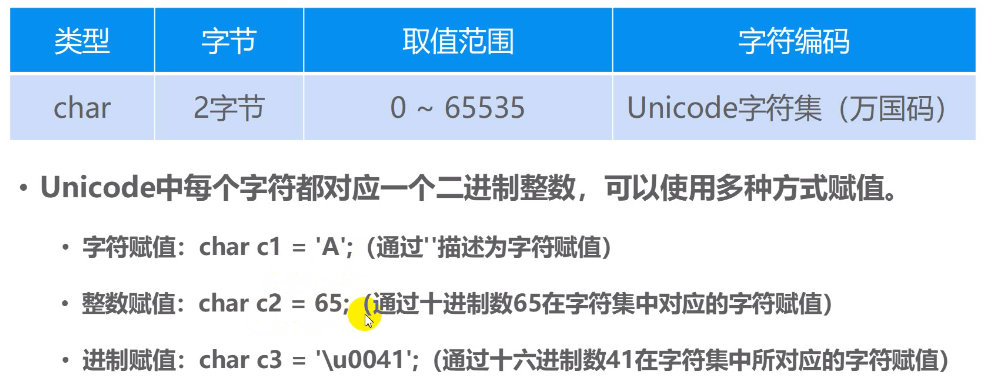 类型 字节 取值范围 字符编码
char 2字节 0 ~ 65535 Unicode字符集（万国码）
• Unicode中每个字符都对应一个二进制整数，可以使用多种方式赋值。
• 字符赋值：char c1 = 'A';（通过''描述为字符赋值）
• 整数赋值：char c2 = 65;（通过十进制数65在字符集中对应的字符赋值）
• 进制赋值：char c3 = '\u0041';（通过十六进制数41在字符集中所对应的字符赋值）